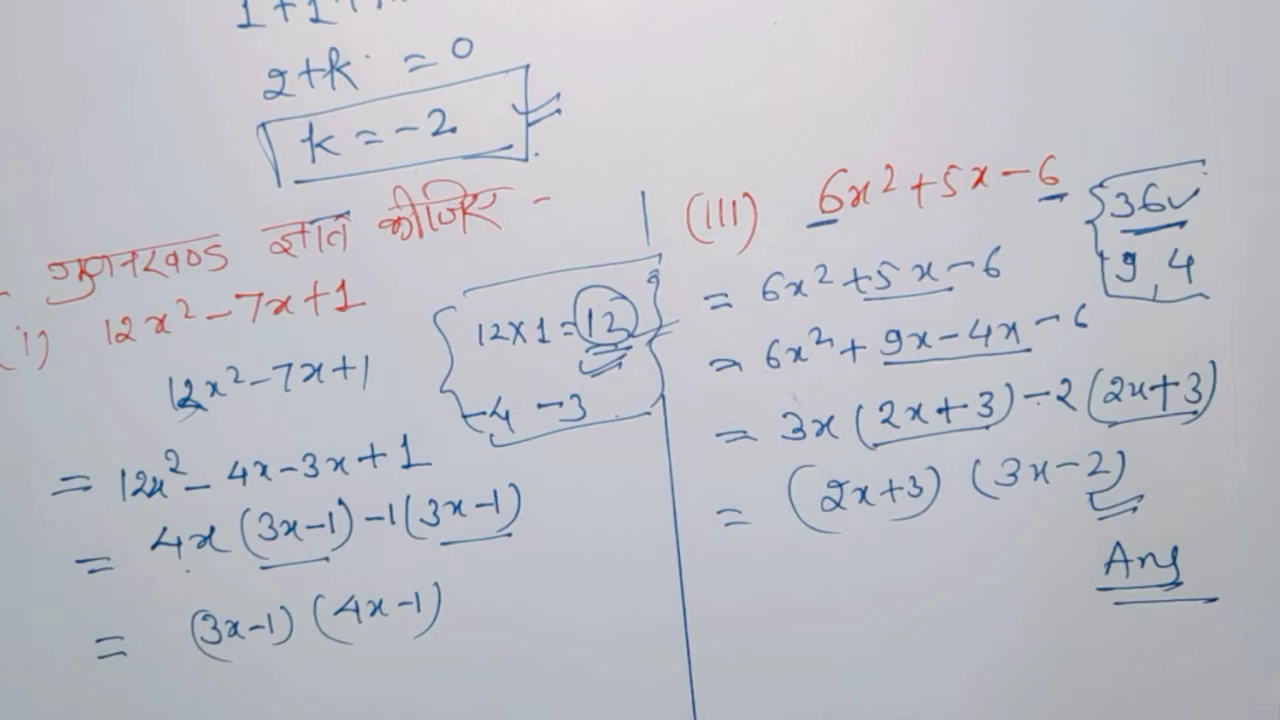 2+k = 0
k = -2
गुणनखण्ड ज्ञात कीजिए -
(i) 12x² - 7x + 1
12x² - 7x + 1
12 × 1 = 12
-4 -3
= 12x² - 4x - 3x + 1
= 4x (3x-1) - 1 (3x-1)
= (3x-1) (4x-1)
(III) 6x² + 5x - 6
36✓
9, 4
= 6x² + 5x - 6
= 6x² + 9x - 4x - 6
= 3x (2x+3) - 2 (2x+3)
= (2x+3) (3x-2)
Ans